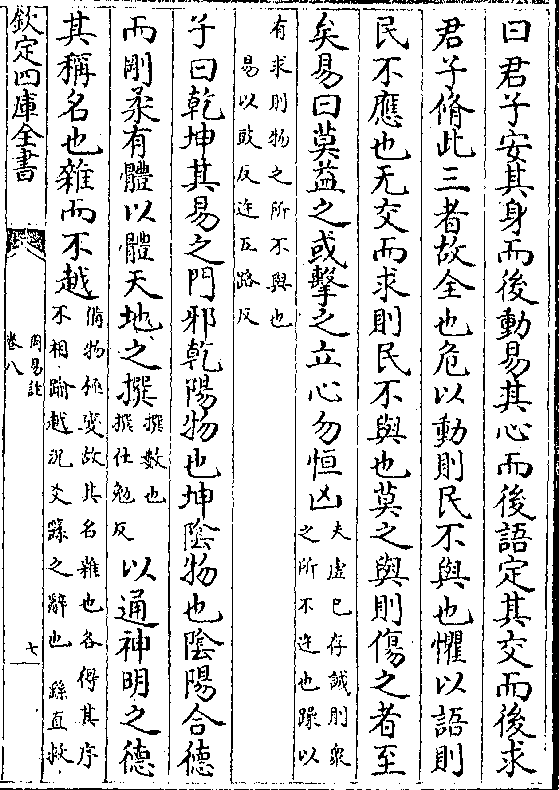 曰君子安其身而後動易其心而後語定其交而後求
君子脩此三者故全也危以動則民不與也懼以語則
民不應也无交而求則民不與也莫之與則傷之者至
矣易曰莫益之或擊之立心勿恒凶夫虛己存誠則衆之所不迕也躁以
有求則物之所不與也易以豉反迕五路反
子曰乾坤其易之門邪乾陽物也坤陰物也陰陽合德
而剛柔有體以體天地之撰撰數也撰仕勉反以通神明之德
其稱名也雜而不越備物極變故其名雜也各得其序不相踰越況爻繇之辭也 繇直救
欽定四庫全書
周易註
卷八
七